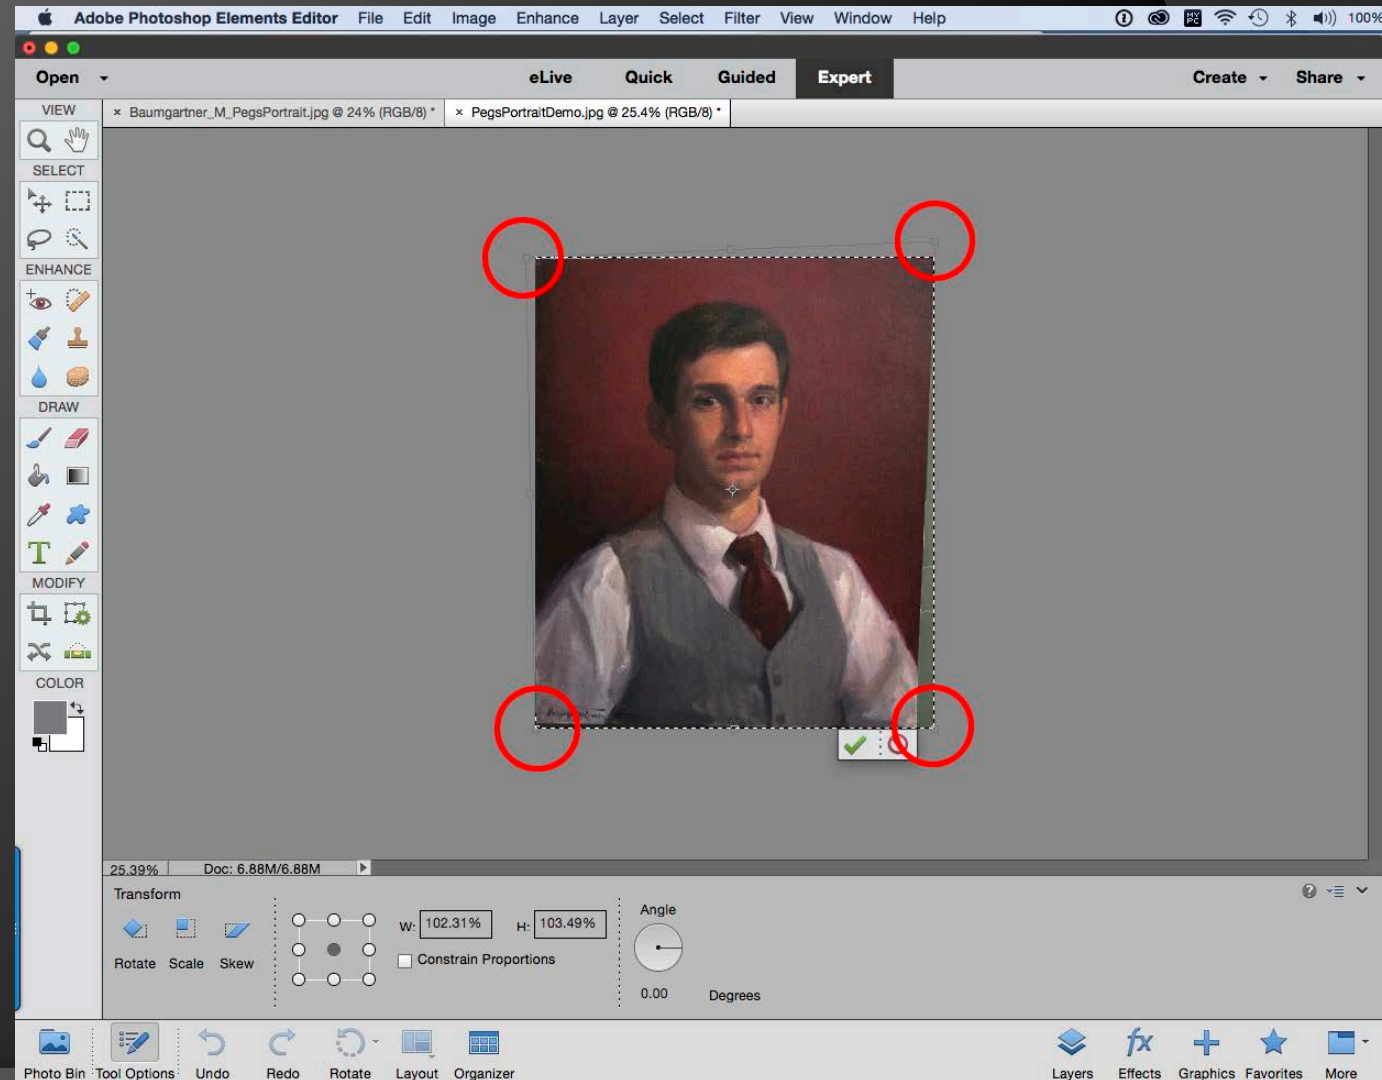 Adobe Photoshop Elements Editor File Edit Image Enhance Layer Select Filter View Window Help 100%
Open eLive Quick Guided Expert Create Share
VIEW
× Baumgartner_M_PegsPortrait.jpg @ 24% (RGB/8) * × PegsPortraitDemo.jpg @ 25.4% (RGB/8) *
SELECT
ENHANCE
DRAW
T
MODIFY
COLOR
25.39% Doc: 6.88M/6.88M
Transform
Angle
W: 102.31% H: 103.49%
Rotate Scale Skew
Constrain Proportions
0.00 Degrees
fx
Photo Bin Tool Options Undo Redo Rotate Layout Organizer Layers Effects Graphics Favorites More